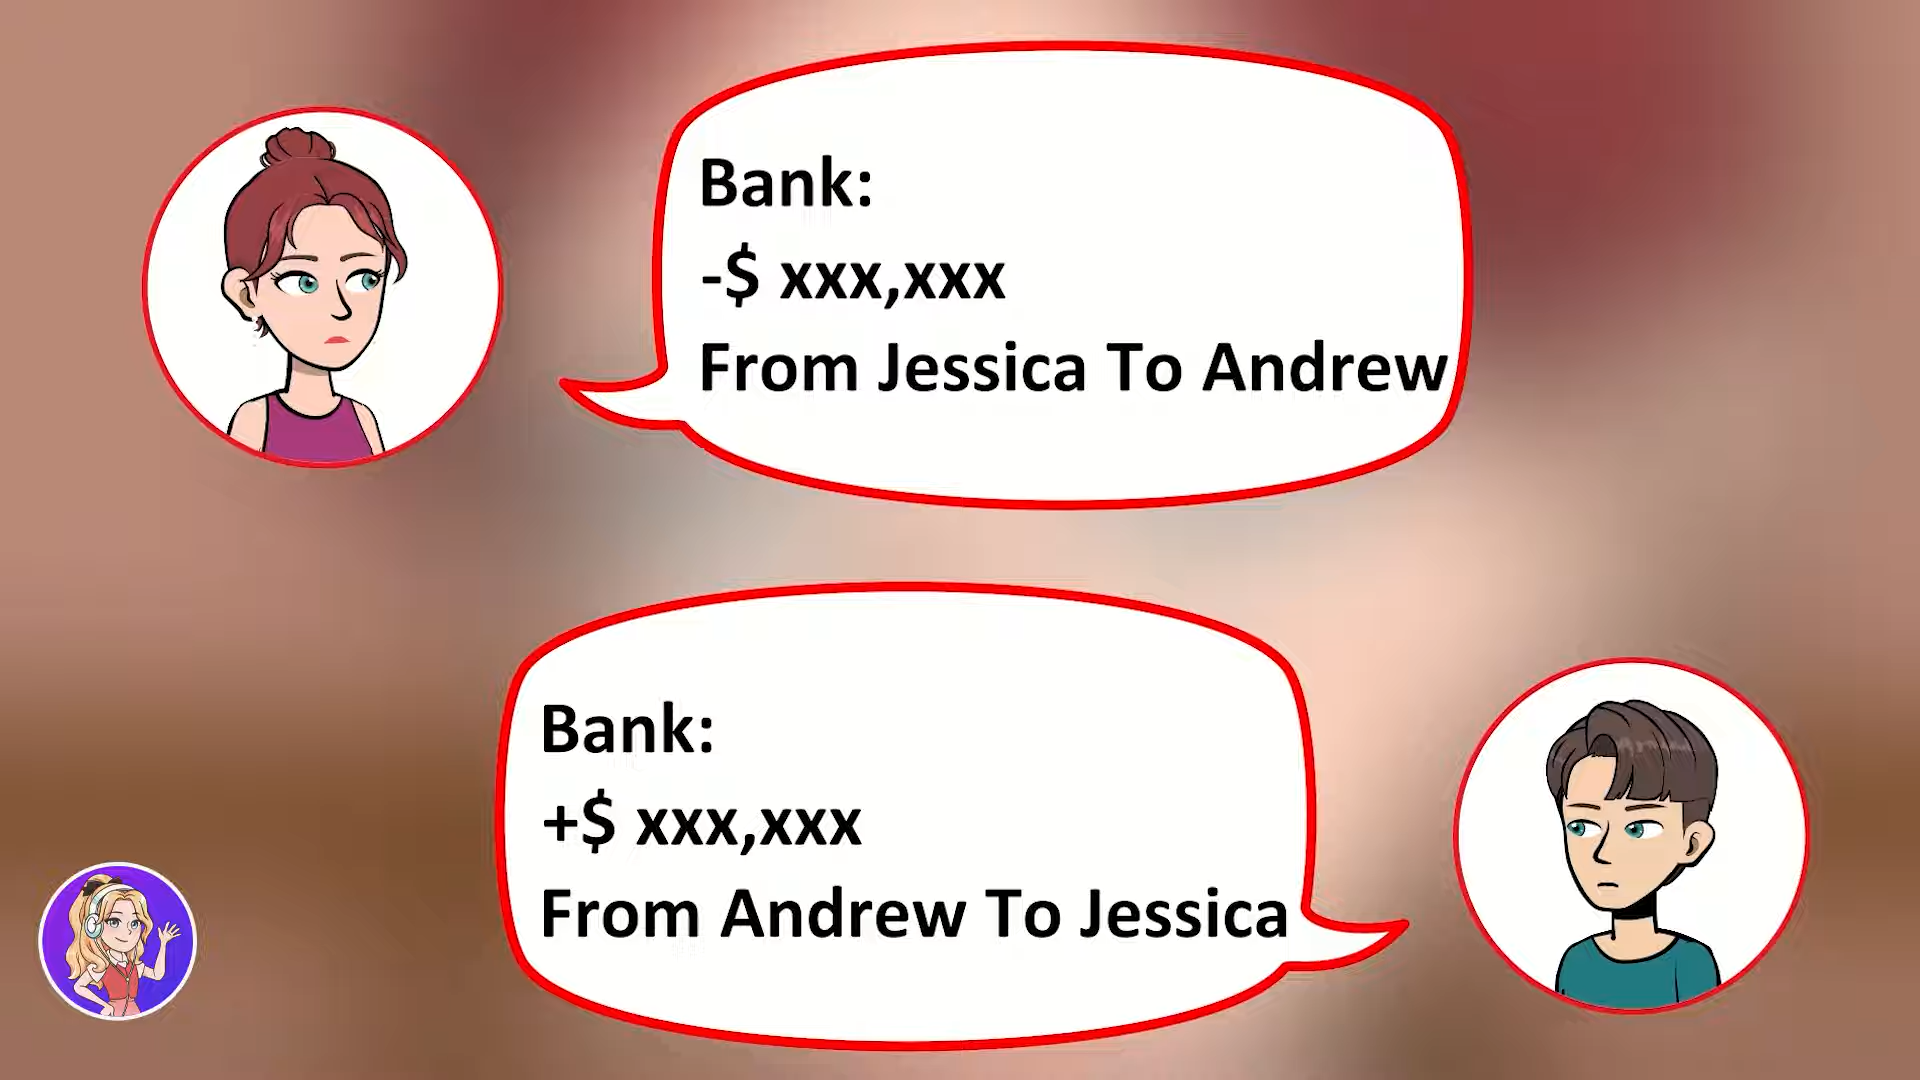 Bank:
-$ xxx,xxx
From Jessica To Andrew
Bank:
+$ xxx,xxx
From Andrew To Jessica